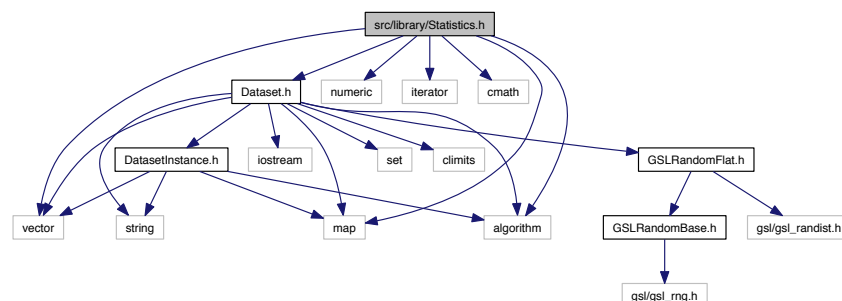 src/library/Statistics.h
Dataset.h
numeric
iterator
cmath
DatasetInstance.h
iostream
set
climits
GSLRandomFlat.h
vector
string
map
algorithm
GSLRandomBase.h
gsl/gsl_randist.h
gsl/gsl_rng.h